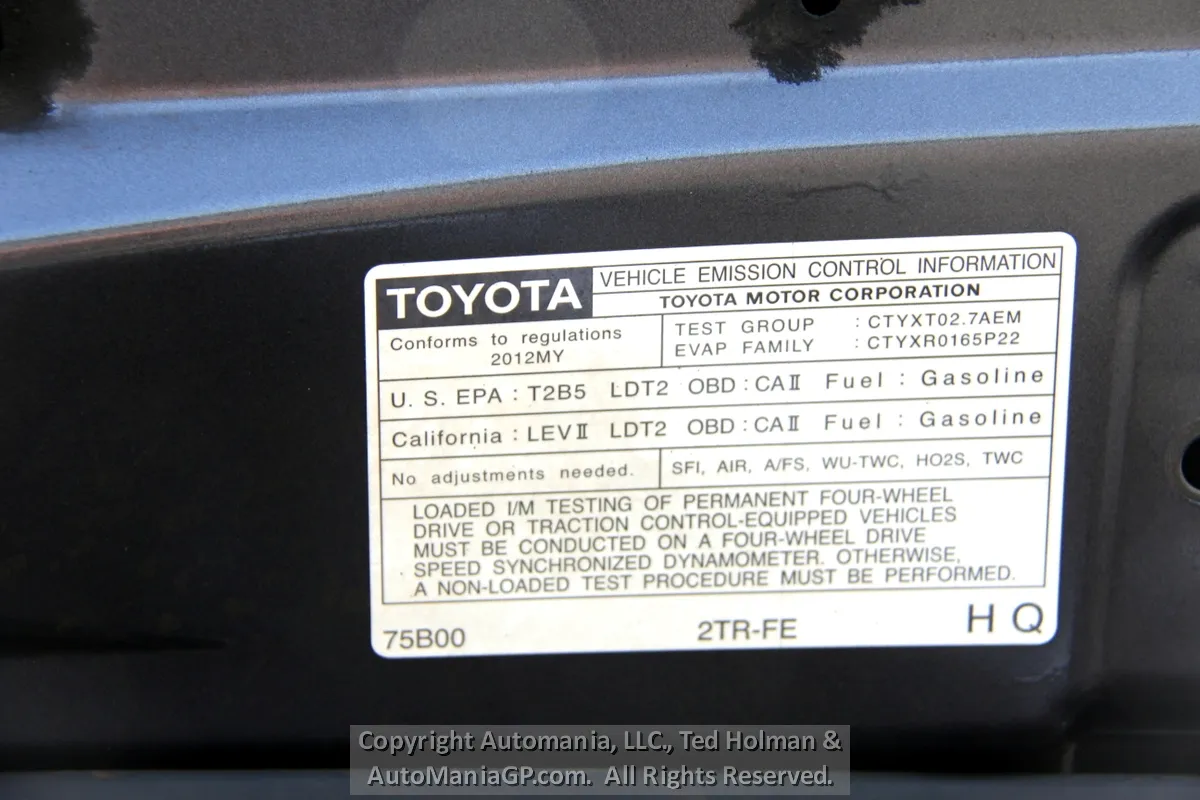 TOYOTA
VEHICLE EMISSION CONTROL INFORMATION
TOYOTA MOTOR CORPORATION
Conforms to regulations
2012MY
TEST GROUP : CTYXT02.7AEM
EVAP FAMILY : CTYXR0165P22
U. S. EPA : T2B5 LDT2 OBD : CAⅡ Fuel : Gasoline
California : LEVⅡ LDT2 OBD : CAⅡ Fuel : Gasoline
No adjustments needed.
SFI, AIR, A/FS, WU-TWC, HO2S, TWC
LOADED I/M TESTING OF PERMANENT FOUR-WHEEL
DRIVE OR TRACTION CONTROL-EQUIPPED VEHICLES
MUST BE CONDUCTED ON A FOUR-WHEEL DRIVE
SPEED SYNCHRONIZED DYNAMOMETER. OTHERWISE,
A NON-LOADED TEST PROCEDURE MUST BE PERFORMED.
75B00 2TR-FE H Q
Copyright Automania, LLC., Ted Holman &
AutoManiaGP.com. All Rights Reserved.